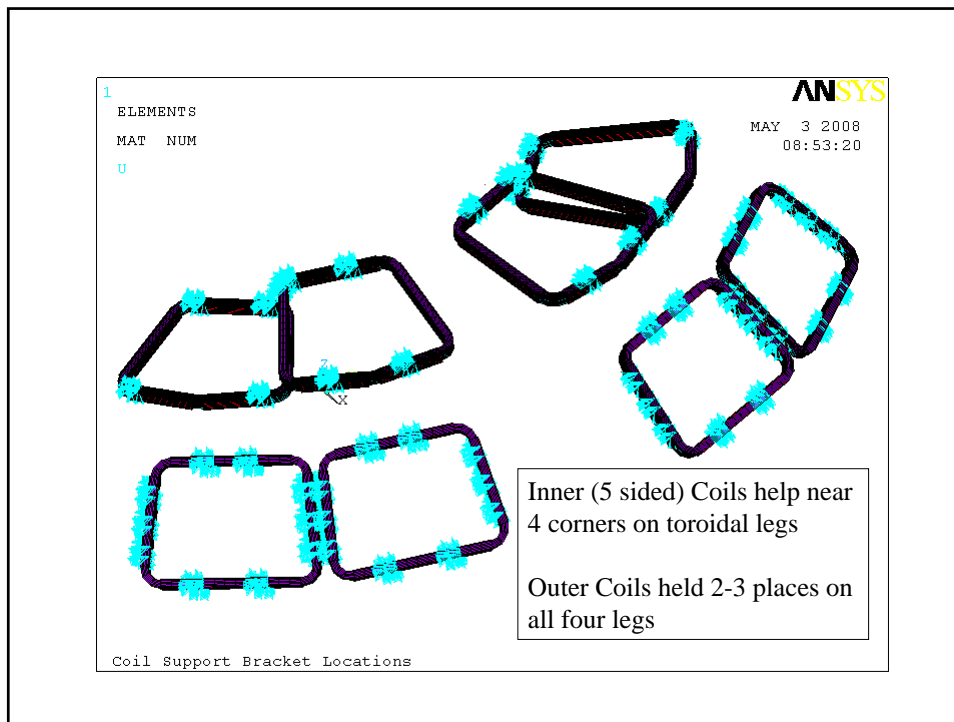 1
ELEMENTS
MAT NUM
U
ANSYS
MAY 3 2008
08:53:20
Z
X
Inner (5 sided) Coils help near
4 corners on toroidal legs
Outer Coils held 2-3 places on
all four legs
Coil Support Bracket Locations